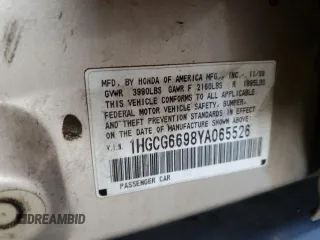 MFD. BY HONDA OF AMERICA MFG., INC. 11/99
GVWR 3990LBS GAWR F 2160LBS R 1895LBS
THIS VEHICLE CONFORMS TO ALL APPLICABLE
FEDERAL MOTOR VEHICLE SAFETY, BUMPER,
AND THEFT PREVENTION STANDARDS IN EFFECT
ON THE DATE OF MANUFACTURE SHOWN ABOVE.
V.I.N. 1HGCG6698YA065526
PASSENGER CAR
DREAMBID